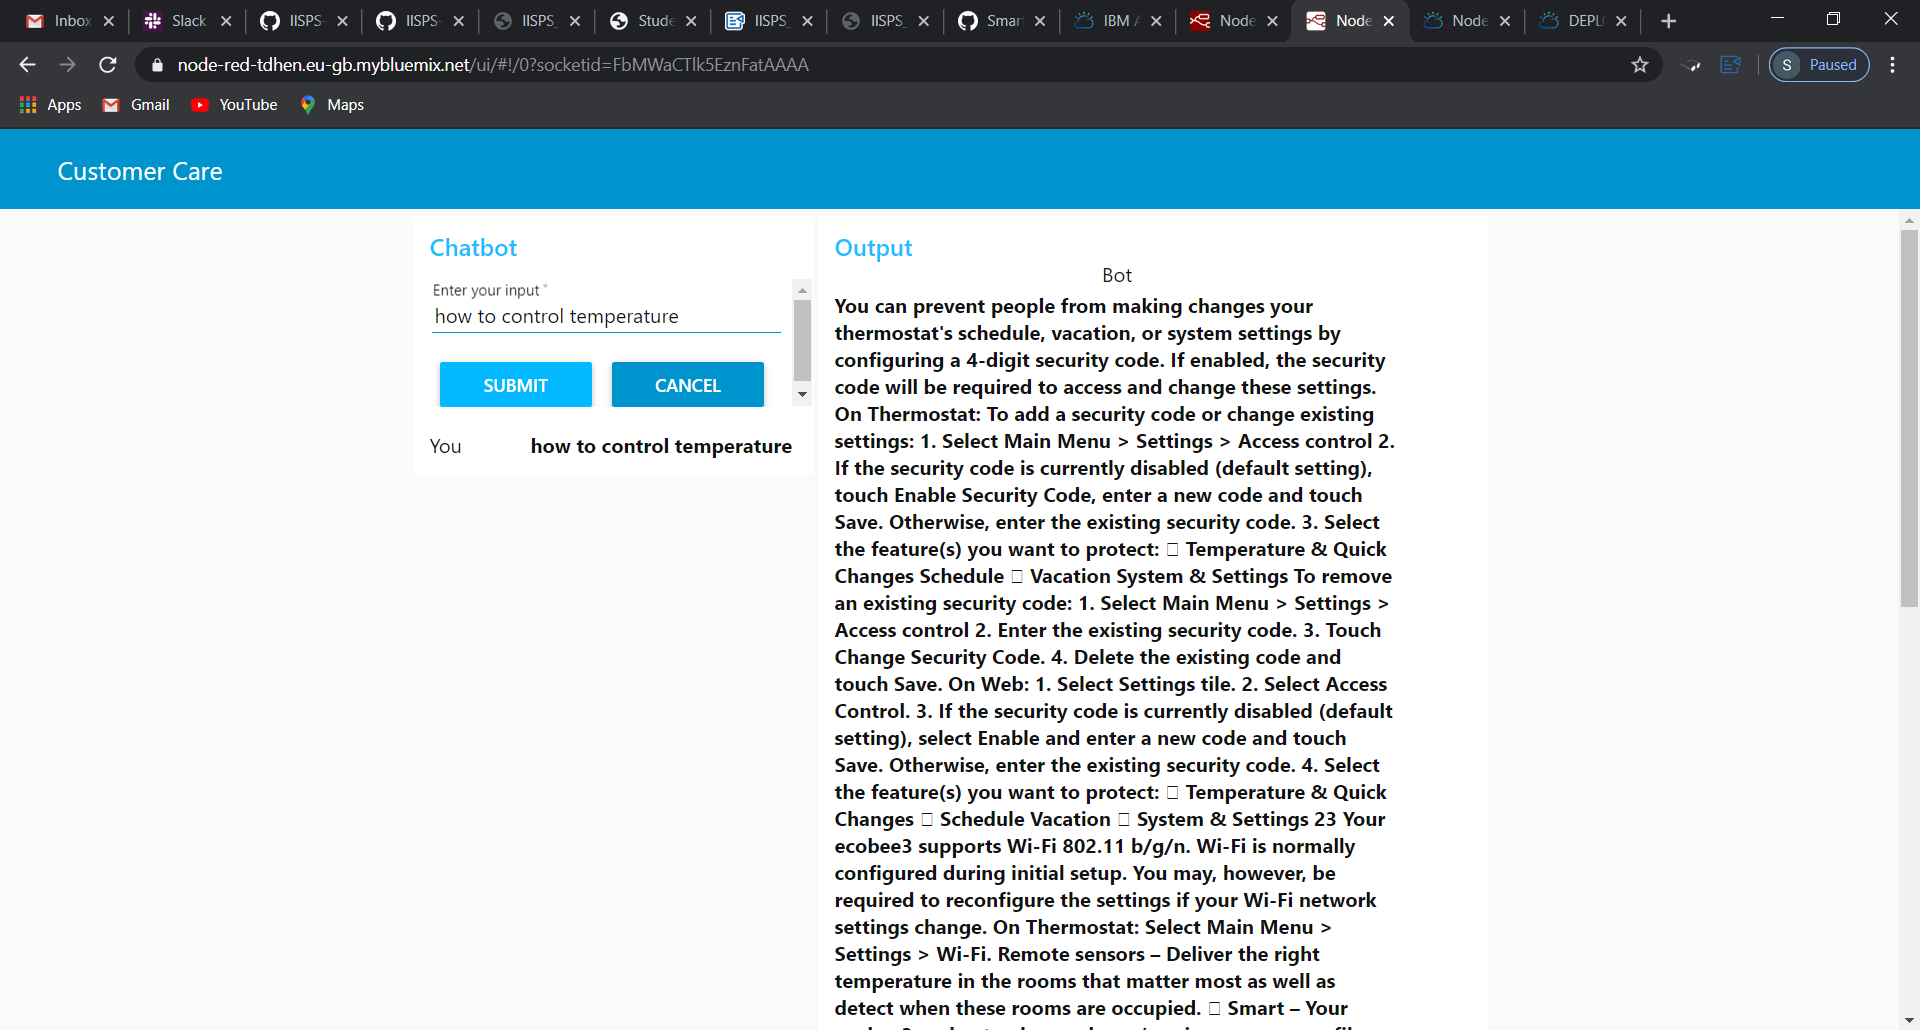 Inbox
Slack
IISPS-
IISPS-
IISPS_
Stude
IISPS_
IISPS_
Smar
IBM A
Node
Node
Node
DEPL
node-red-tdhen.eu-gb.mybluemix.net/ui/#!/0?socketid=FbMWaCTlk5EznFatAAAA
S Paused
Apps Gmail YouTube Maps
Customer Care
Chatbot
Enter your input *
how to control temperature
SUBMIT CANCEL
You how to control temperature
Output
Bot
You can prevent people from making changes your
thermostat's schedule, vacation, or system settings by
configuring a 4-digit security code. If enabled, the security
code will be required to access and change these settings.
On Thermostat: To add a security code or change existing
settings: 1. Select Main Menu > Settings > Access control 2.
If the security code is currently disabled (default setting),
touch Enable Security Code, enter a new code and touch
Save. Otherwise, enter the existing security code. 3. Select
the feature(s) you want to protect:  Temperature & Quick
Changes Schedule  Vacation System & Settings To remove
an existing security code: 1. Select Main Menu > Settings >
Access control 2. Enter the existing security code. 3. Touch
Change Security Code. 4. Delete the existing code and
touch Save. On Web: 1. Select Settings tile. 2. Select Access
Control. 3. If the security code is currently disabled (default
setting), select Enable and enter a new code and touch
Save. Otherwise, enter the existing security code. 4. Select
the feature(s) you want to protect:  Temperature & Quick
Changes  Schedule Vacation  System & Settings 23 Your
ecobee3 supports Wi-Fi 802.11 b/g/n. Wi-Fi is normally
configured during initial setup. You may, however, be
required to reconfigure the settings if your Wi-Fi network
settings change. On Thermostat: Select Main Menu >
Settings > Wi-Fi. Remote sensors – Deliver the right
temperature in the rooms that matter most as well as
detect when these rooms are occupied.  Smart – Your